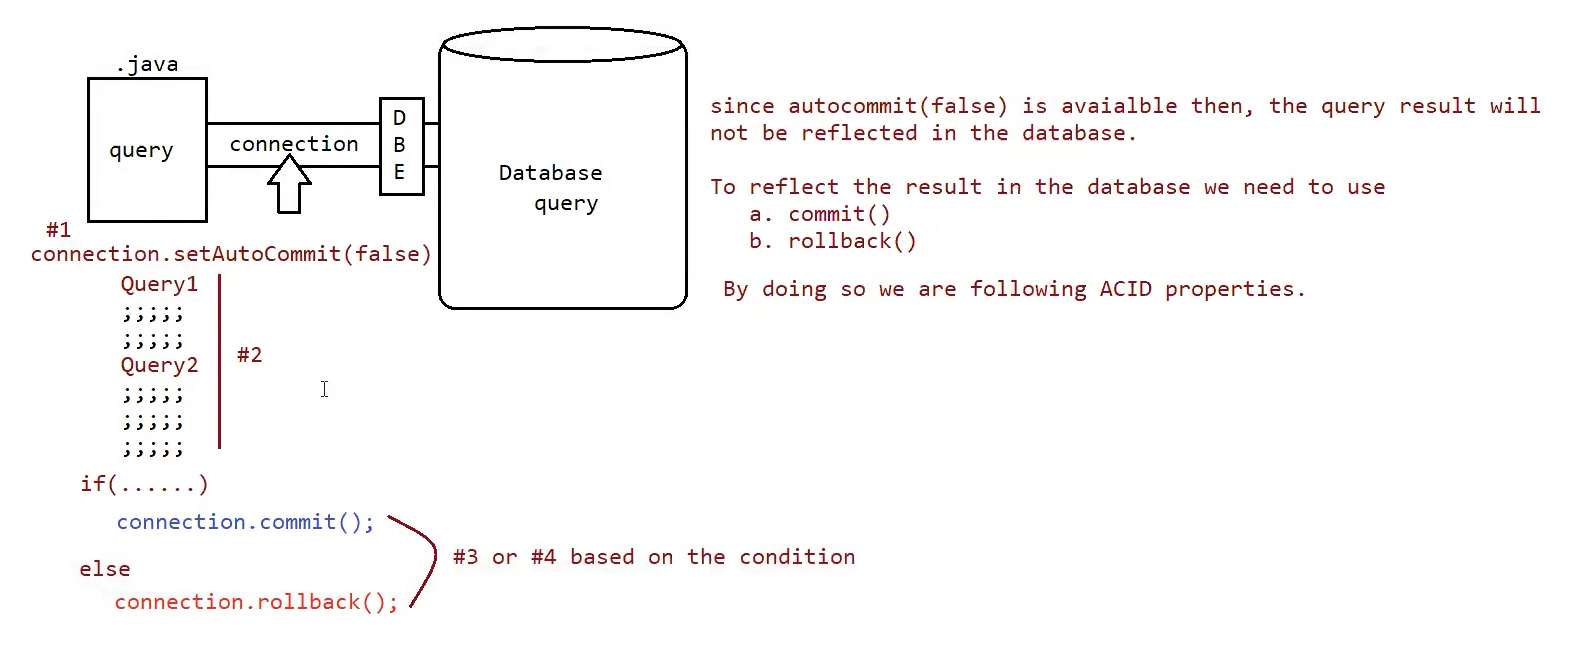 .java
query
connection
D
B
E
Database
query
since autocommit(false) is avaialble then, the query result will
not be reflected in the database.
To reflect the result in the database we need to use
a. commit()
b. rollback()
By doing so we are following ACID properties.
#1
connection.setAutoCommit(false)
Query1
;;;;;
;;;;;
Query2
;;;;;
;;;;;
;;;;;
#2
if(......)
connection.commit();
#3 or #4 based on the condition
else
connection.rollback();